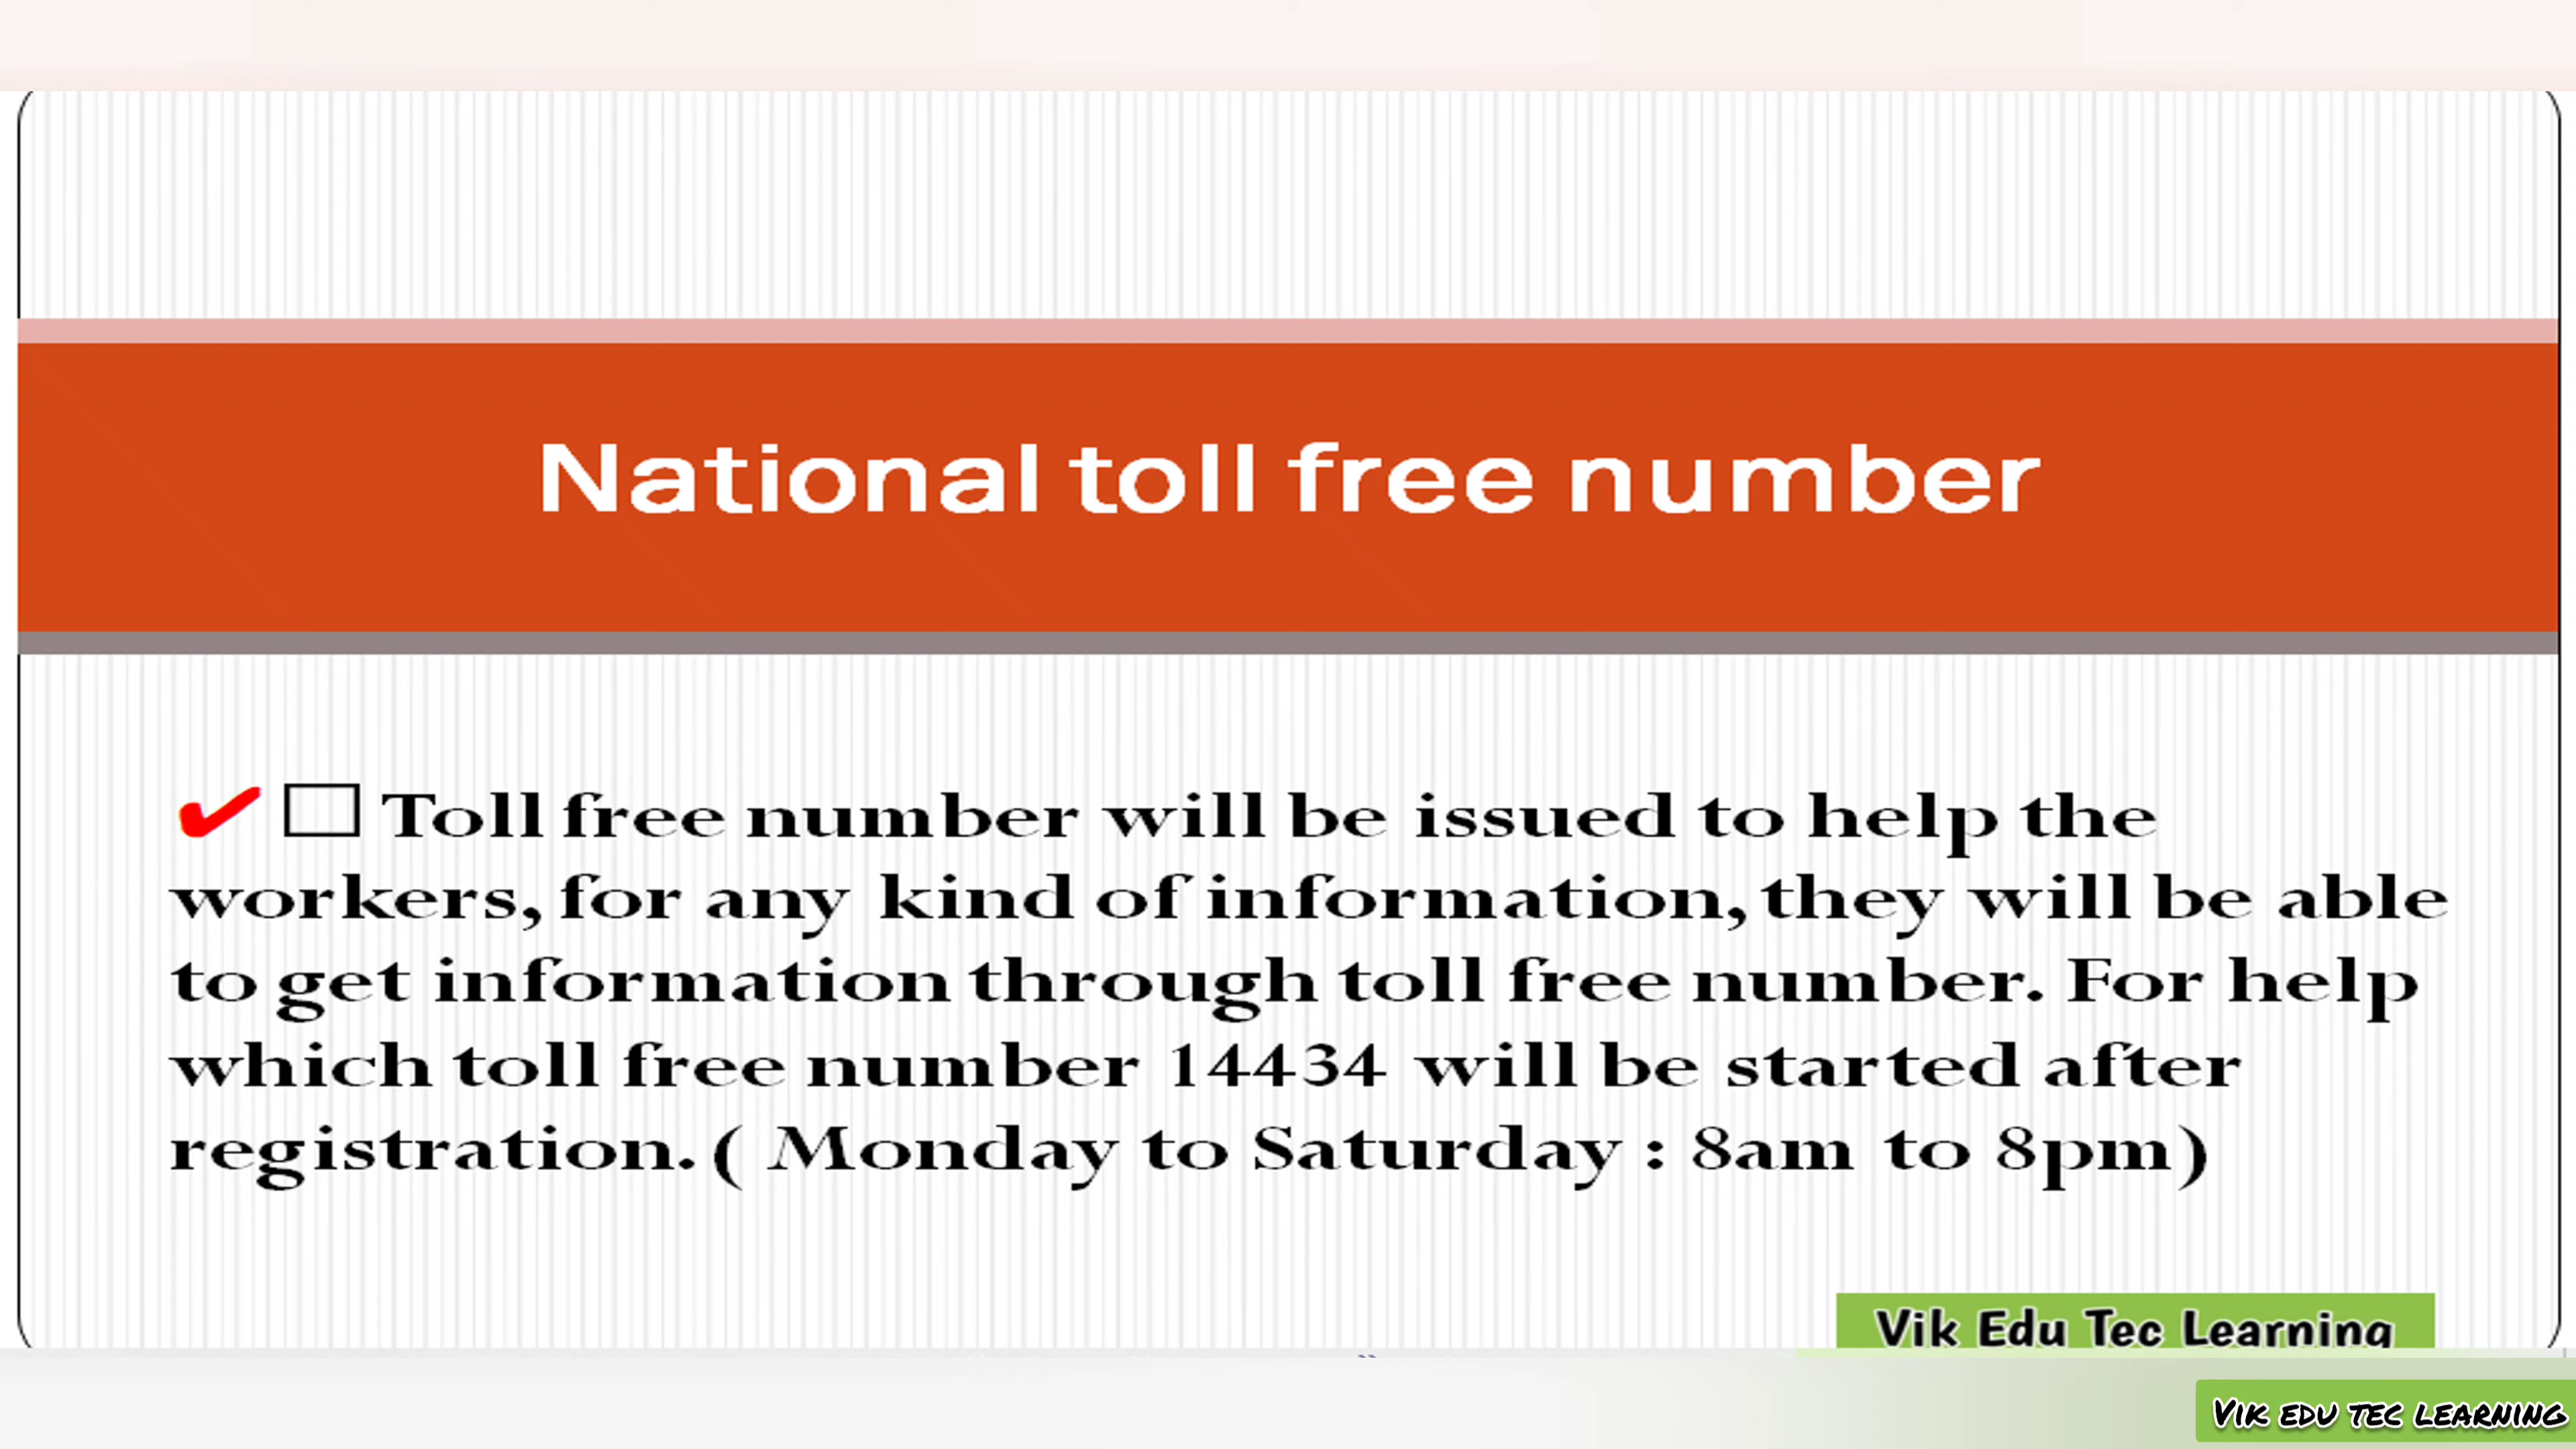 National toll free number
✔ □ Toll free number will be issued to help the
workers, for any kind of information, they will be able
to get information through toll free number. For help
which toll free number 14434 will be started after
registration. ( Monday to Saturday : 8am to 8pm)
Vik Edu Tec Learning
VIK EDU TEC LEARNING